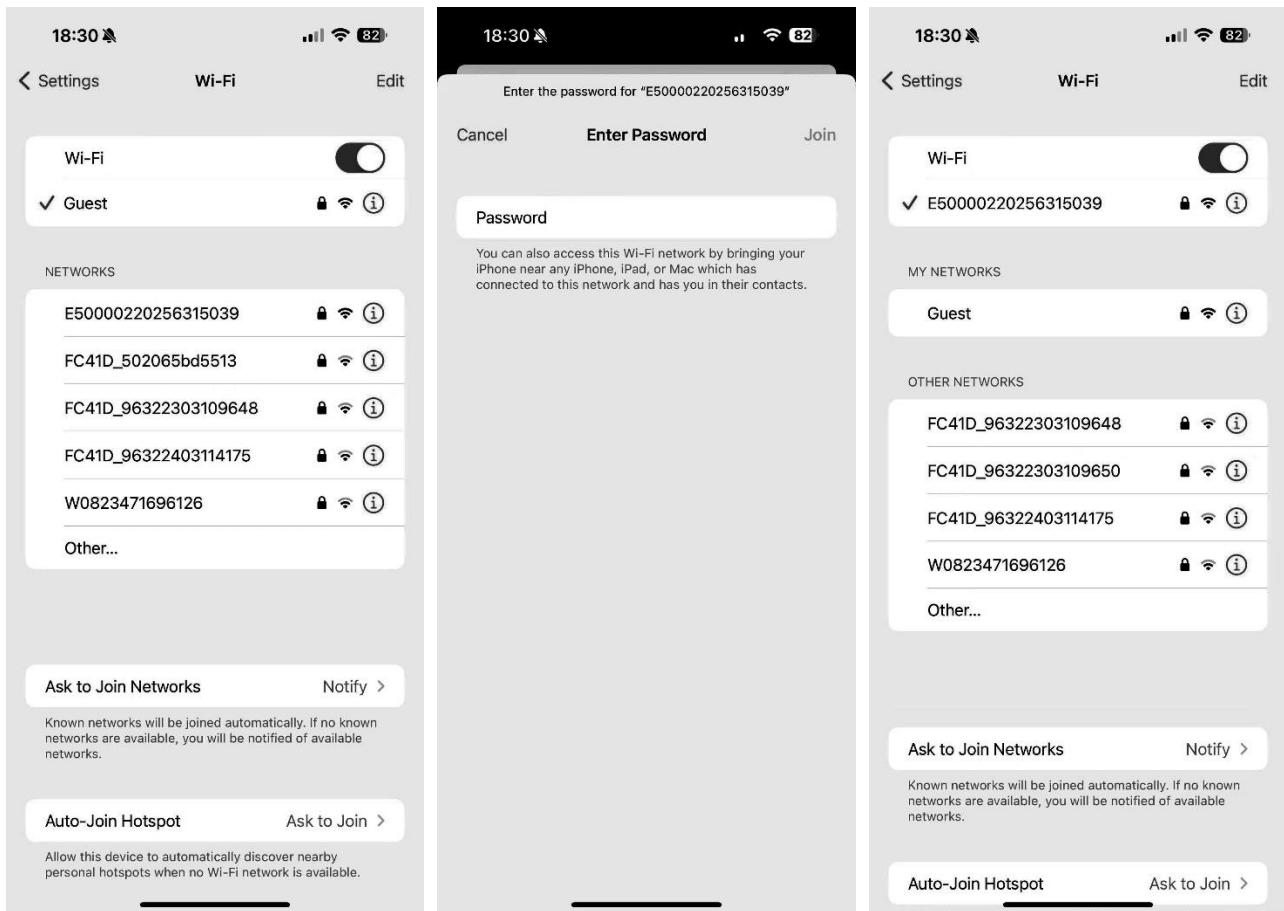 18:30
82
Settings
Wi-Fi
Edit
Wi-Fi
Guest
NETWORKS
E50000220256315039
FC41D_502065bd5513
FC41D_96322303109648
FC41D_96322403114175
W0823471696126
Other...
Ask to Join Networks
Notify
Known networks will be joined automatically. If no known
networks are available, you will be notified of available
networks.
Auto-Join Hotspot
Ask to Join
Allow this device to automatically discover nearby
personal hotspots when no Wi-Fi network is available.
18:30
82
Enter the password for “E50000220256315039”
Cancel
Enter Password
Join
Password
You can also access this Wi-Fi network by bringing your
iPhone near any iPhone, iPad, or Mac which has
connected to this network and has you in their contacts.
18:30
82
Settings
Wi-Fi
Edit
Wi-Fi
E50000220256315039
MY NETWORKS
Guest
OTHER NETWORKS
FC41D_96322303109648
FC41D_96322303109650
FC41D_96322403114175
W0823471696126
Other...
Ask to Join Networks
Notify
Known networks will be joined automatically. If no known
networks are available, you will be notified of available
networks.
Auto-Join Hotspot
Ask to Join